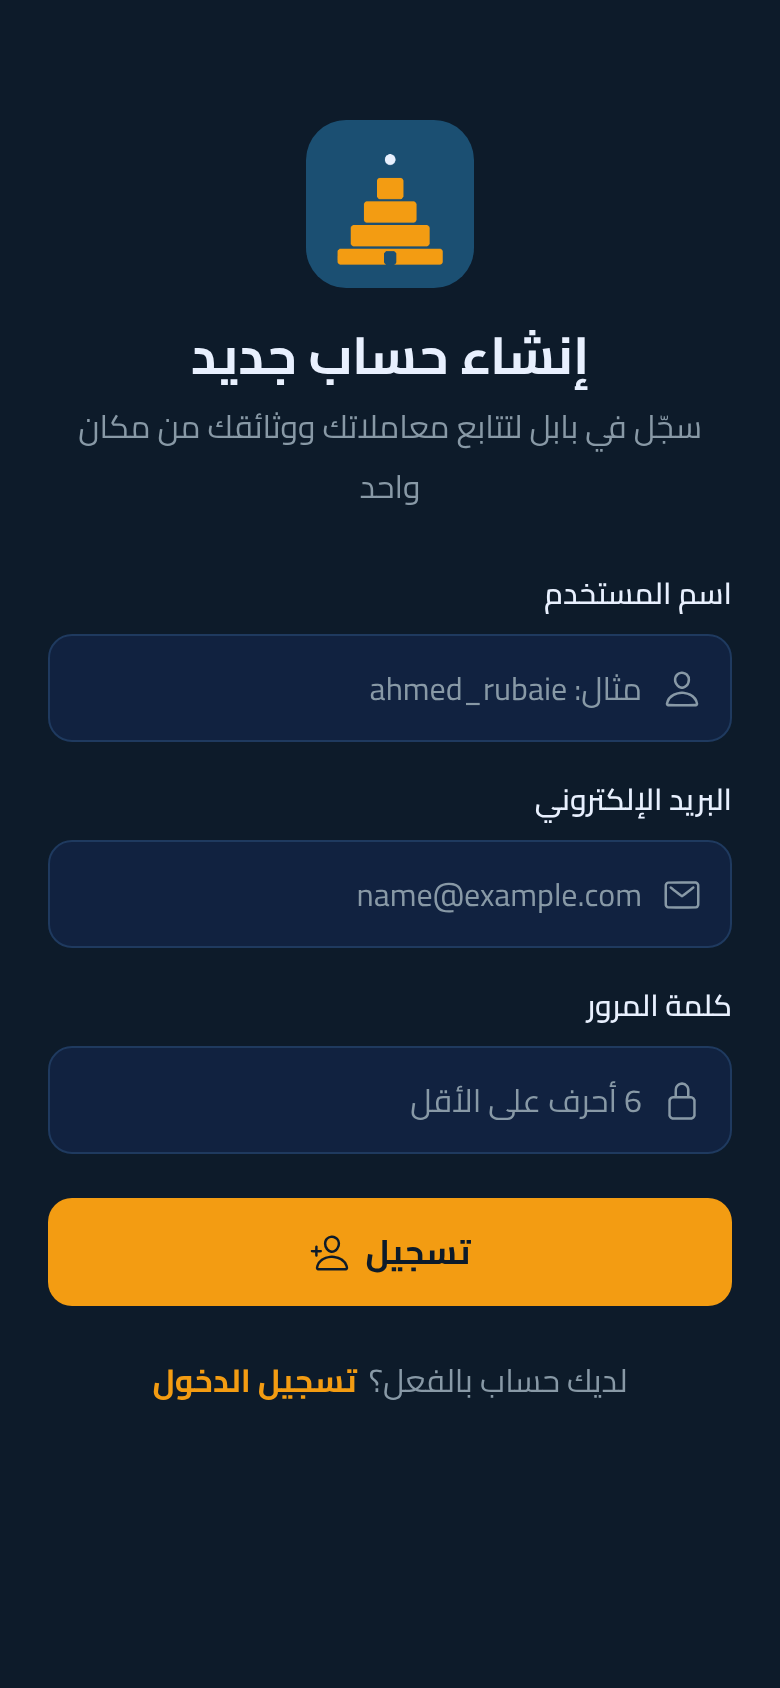 إنشاء حساب جديد
سجّل في بابل لتتابع معاملاتك ووثائقك من مكان
واحد
اسم المستخدم
مثال: ahmed_rubaie
البريد الإلكتروني
name@example.com
كلمة المرور
6 أحرف على الأقل
تسجيل
لديك حساب بالفعل؟ تسجيل الدخول